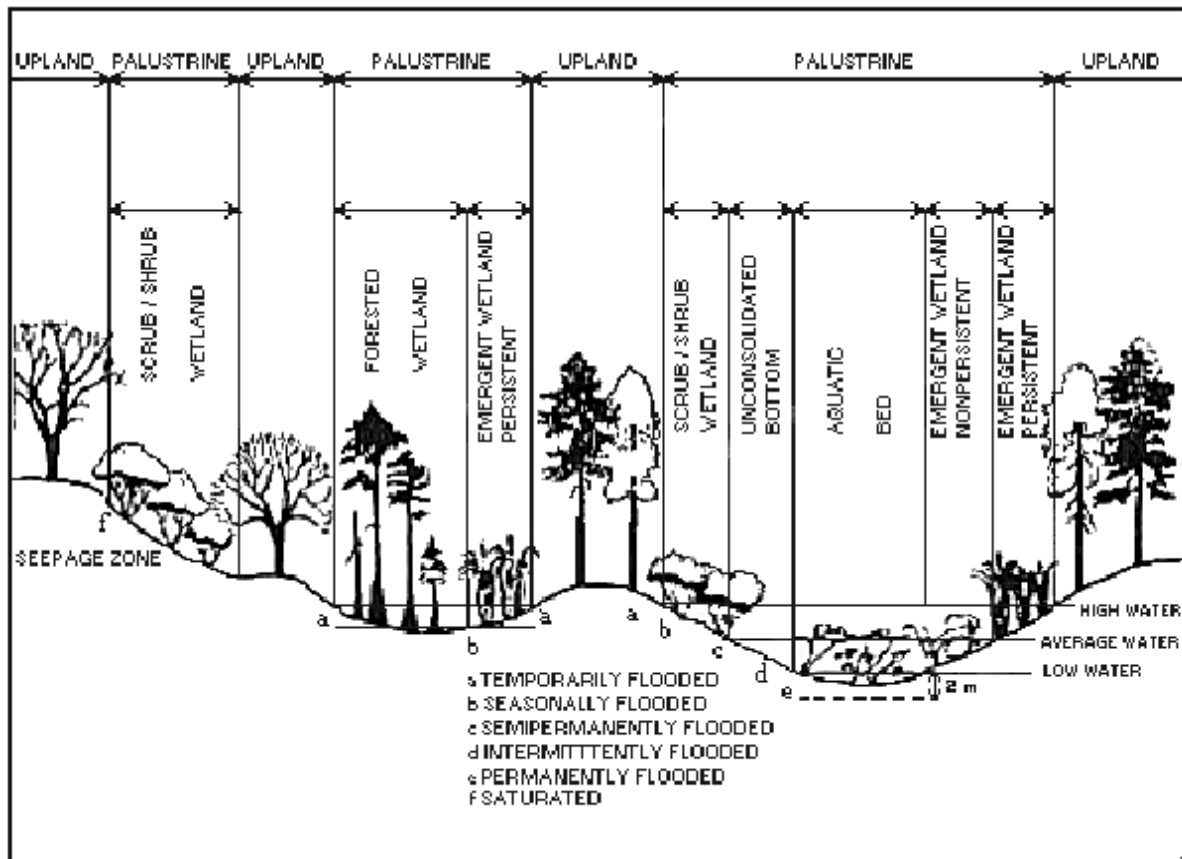 UPLAND PALUSTRINE UPLAND PALUSTRINE UPLAND PALUSTRINE UPLAND
SCRUB / SHRUB
WETLAND
FORESTED
WETLAND
EMERGENT WETLAND
PERSISTENT
SCRUB / SHRUB
WETLAND
UNCONSOLIDATED
BOTTOM
AQUATIC
BED
EMERGENT WETLAND
NONPERSISTENT
EMERGENT WETLAND
PERSISTENT
f
SEEPAGE ZONE
a
b
a
a
b
c
d
e
HIGH WATER
AVERAGE WATER
LOW WATER
2 m
a TEMPORARILY FLOODED
b SEASONALLY FLOODED
c SEMIPERMANENTLY FLOODED
d INTERMITTTENTLY FLOODED
e PERMANENTLY FLOODED
f SATURATED